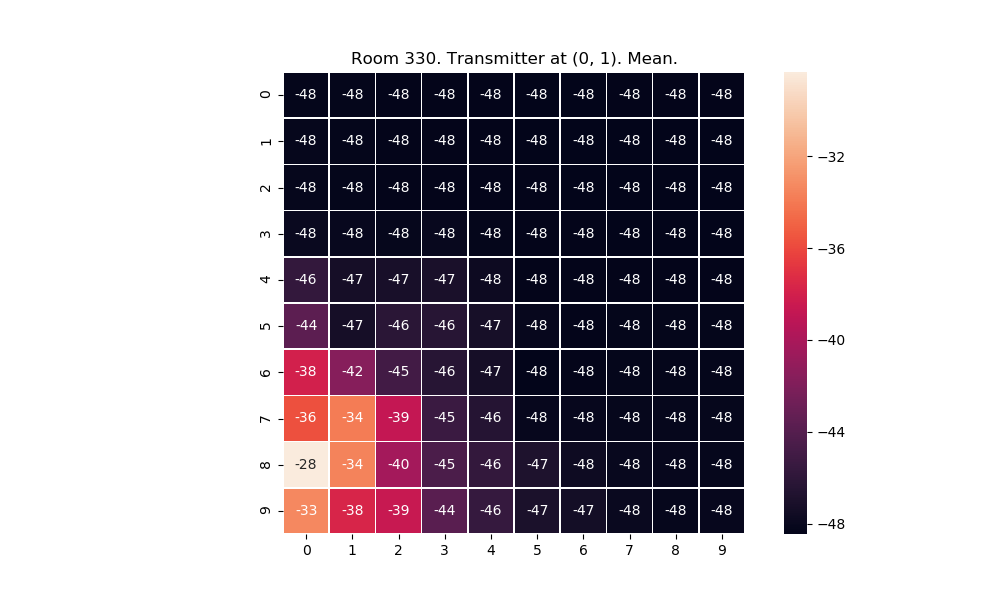 Room 330. Transmitter at (0, 1). Mean.
0 -48 -48 -48 -48 -48 -48 -48 -48 -48 -48
1 -48 -48 -48 -48 -48 -48 -48 -48 -48 -48
2 -48 -48 -48 -48 -48 -48 -48 -48 -48 -48
3 -48 -48 -48 -48 -48 -48 -48 -48 -48 -48
4 -46 -47 -47 -47 -48 -48 -48 -48 -48 -48
5 -44 -47 -46 -46 -47 -48 -48 -48 -48 -48
6 -38 -42 -45 -46 -47 -48 -48 -48 -48 -48
7 -36 -34 -39 -45 -46 -48 -48 -48 -48 -48
8 -28 -34 -40 -45 -46 -47 -48 -48 -48 -48
9 -33 -38 -39 -44 -46 -47 -47 -48 -48 -48
0 1 2 3 4 5 6 7 8 9
−32
−36
−40
−44
−48